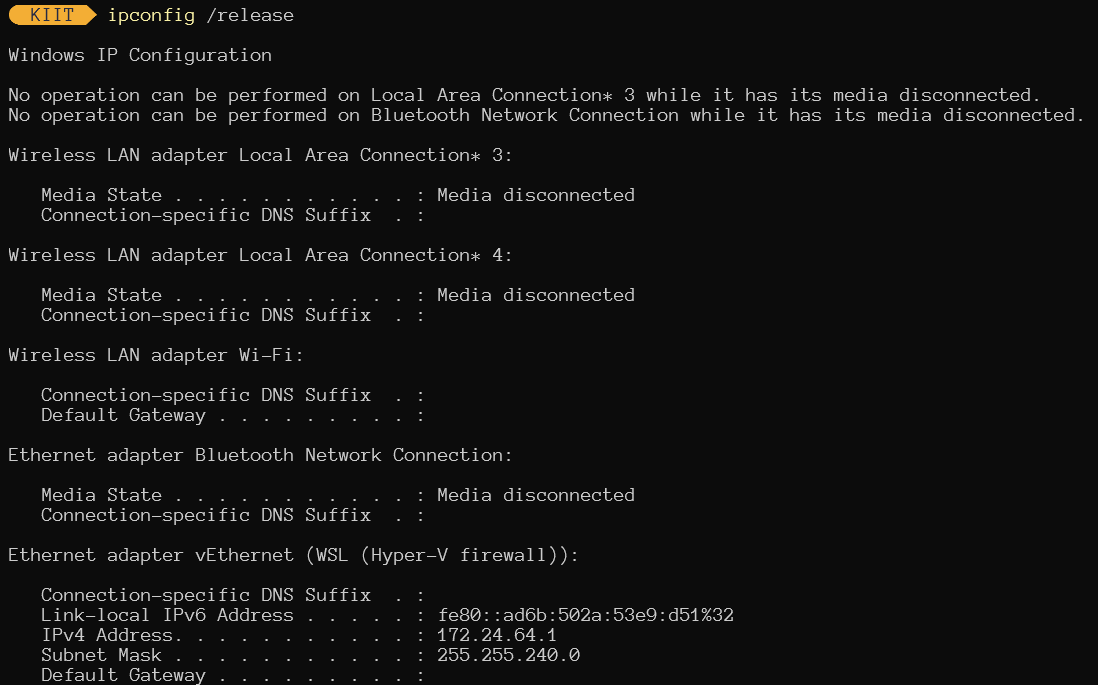 KIIT ipconfig /release
Windows IP Configuration
No operation can be performed on Local Area Connection* 3 while it has its media disconnected.
No operation can be performed on Bluetooth Network Connection while it has its media disconnected.
Wireless LAN adapter Local Area Connection* 3:
   Media State . . . . . . . . . . . : Media disconnected
   Connection-specific DNS Suffix  . :
Wireless LAN adapter Local Area Connection* 4:
   Media State . . . . . . . . . . . : Media disconnected
   Connection-specific DNS Suffix  . :
Wireless LAN adapter Wi-Fi:
   Connection-specific DNS Suffix  . :
   Default Gateway . . . . . . . . . :
Ethernet adapter Bluetooth Network Connection:
   Media State . . . . . . . . . . . : Media disconnected
   Connection-specific DNS Suffix  . :
Ethernet adapter vEthernet (WSL (Hyper-V firewall)):
   Connection-specific DNS Suffix  . :
   Link-local IPv6 Address . . . . . : fe80::ad6b:502a:53e9:d51%32
   IPv4 Address. . . . . . . . . . . : 172.24.64.1
   Subnet Mask . . . . . . . . . . . : 255.255.240.0
   Default Gateway . . . . . . . . . :